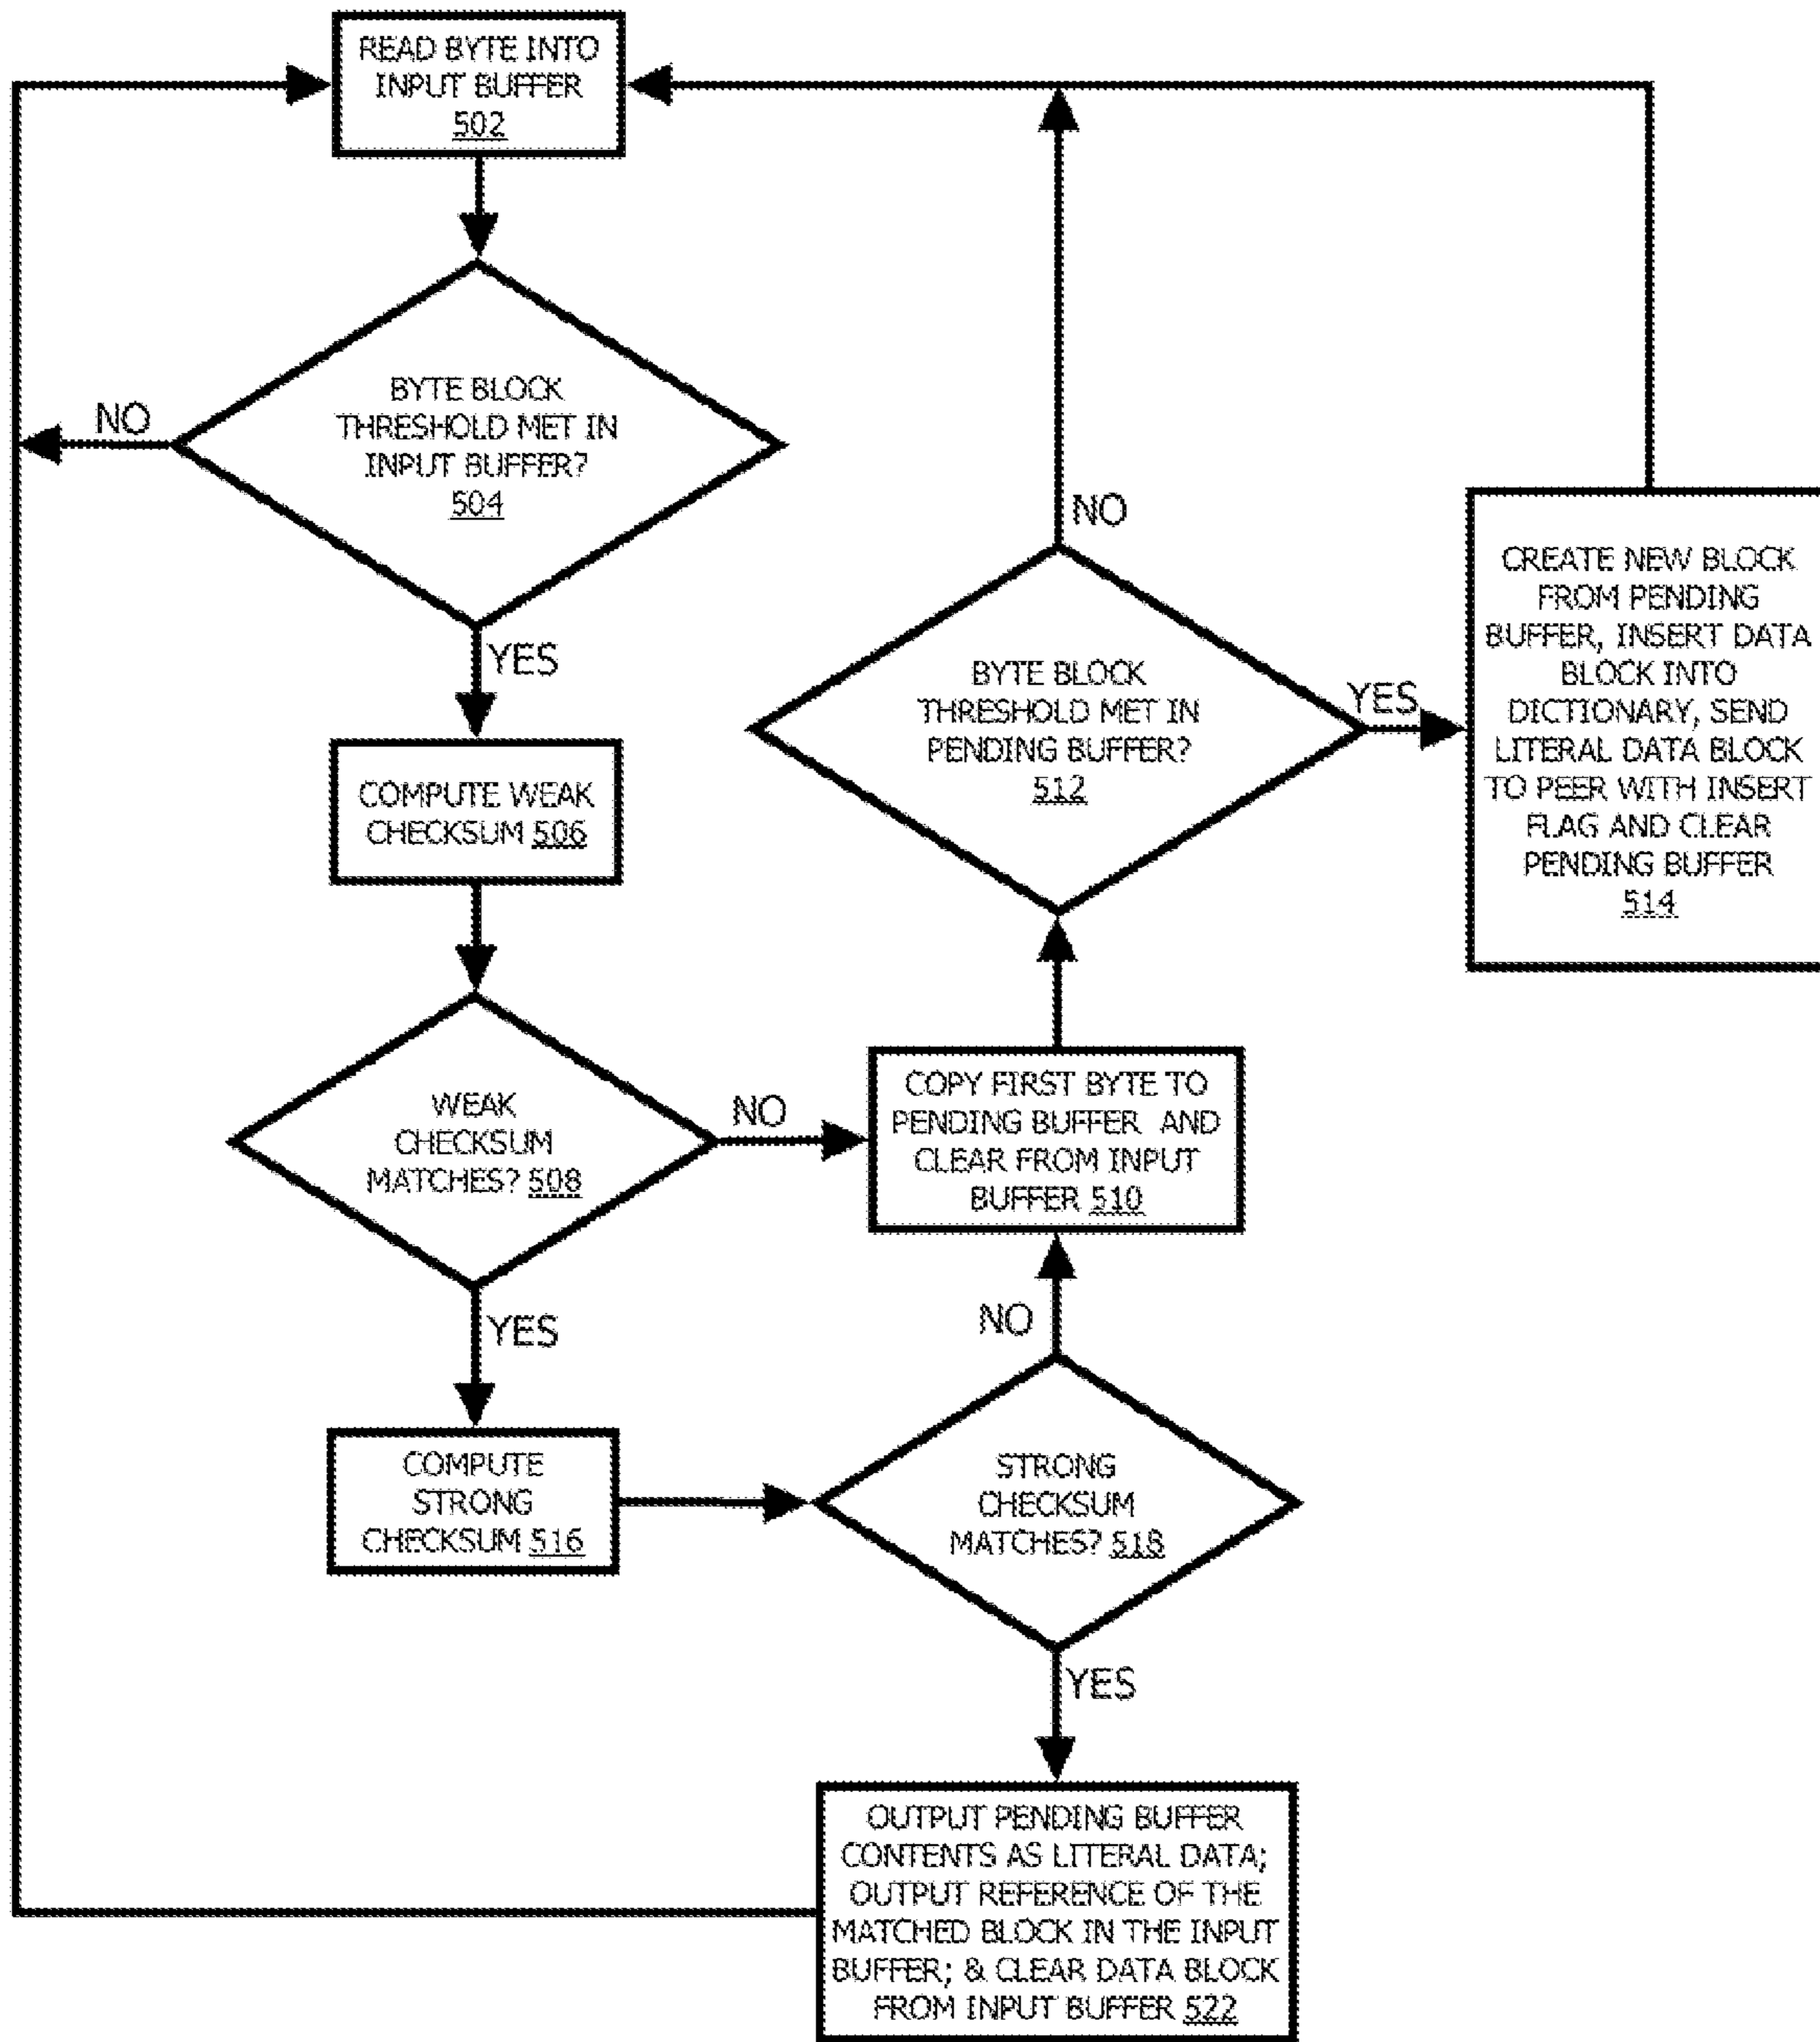 READ BYTE INTO
INPUT BUFFER
502
BYTE BLOCK
THRESHOLD MET IN
INPUT BUFFER?
504
NO
YES
COMPUTE WEAK
CHECKSUM 506
WEAK
CHECKSUM
MATCHES? 508
NO
YES
COMPUTE
STRONG
CHECKSUM 516
STRONG
CHECKSUM
MATCHES? 518
NO
YES
COPY FIRST BYTE TO
PENDING BUFFER AND
CLEAR FROM INPUT
BUFFER 510
BYTE BLOCK
THRESHOLD MET IN
PENDING BUFFER?
512
NO
YES
CREATE NEW BLOCK
FROM PENDING
BUFFER, INSERT DATA
BLOCK INTO
DICTIONARY, SEND
LITERAL DATA BLOCK
TO PEER WITH INSERT
FLAG AND CLEAR
PENDING BUFFER
514
OUTPUT PENDING BUFFER
CONTENTS AS LITERAL DATA;
OUTPUT REFERENCE OF THE
MATCHED BLOCK IN THE INPUT
BUFFER; & CLEAR DATA BLOCK
FROM INPUT BUFFER 522